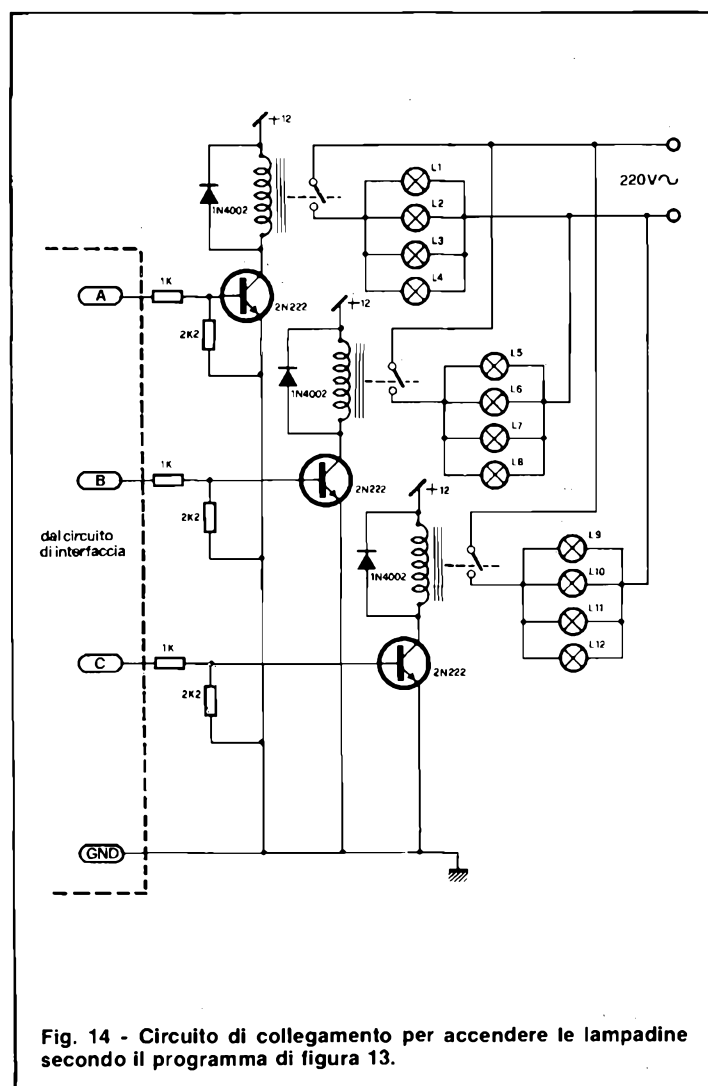 +12
1N4002
L1
L2
L3
L4
220V~
A
1K
2N222
2K2
+12
1N4002
L5
L6
L7
L8
B
1K
2N222
2K2
+12
1N4002
L9
L10
L11
L12
dal circuito
di interfaccia
C
1K
2N222
2K2
GND
Fig. 14 - Circuito di collegamento per accendere le lampadine
secondo il programma di figura 13.